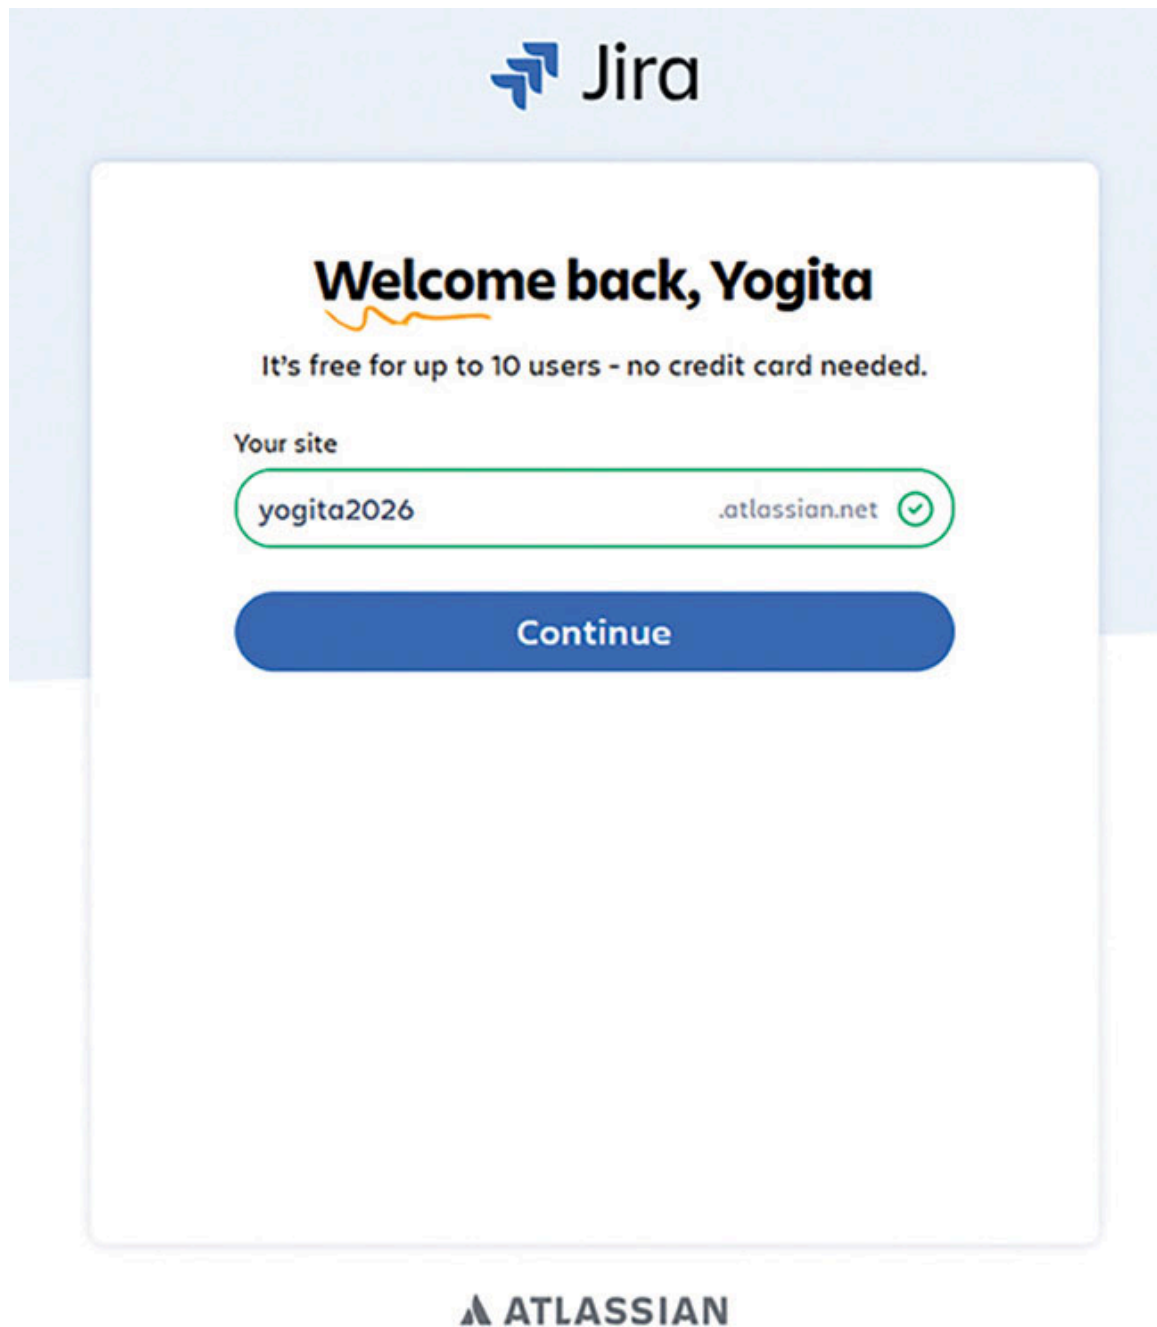 Jira
Welcome back, Yogita
It's free for up to 10 users - no credit card needed.
Your site
yogita2026 .atlassian.net
Continue
ATLASSIAN